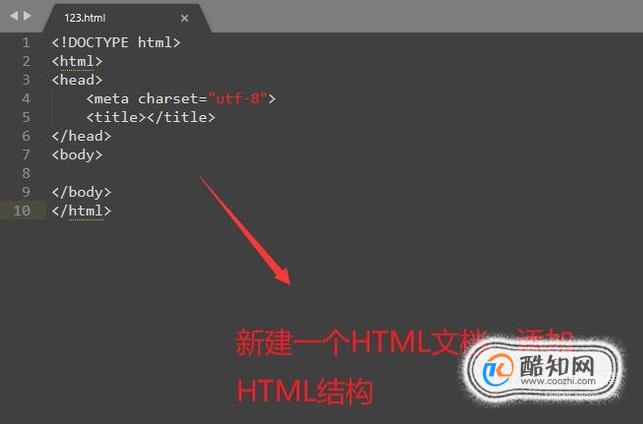 123.html
1 <!DOCTYPE html>
2 <html>
3 <head>
4 <meta charset="utf-8">
5 <title></title>
6 </head>
7 <body>
8
9 </body>
10 </html>
新建一个HTML文档，添加
HTML结构
酷知网
www.coozhi.com